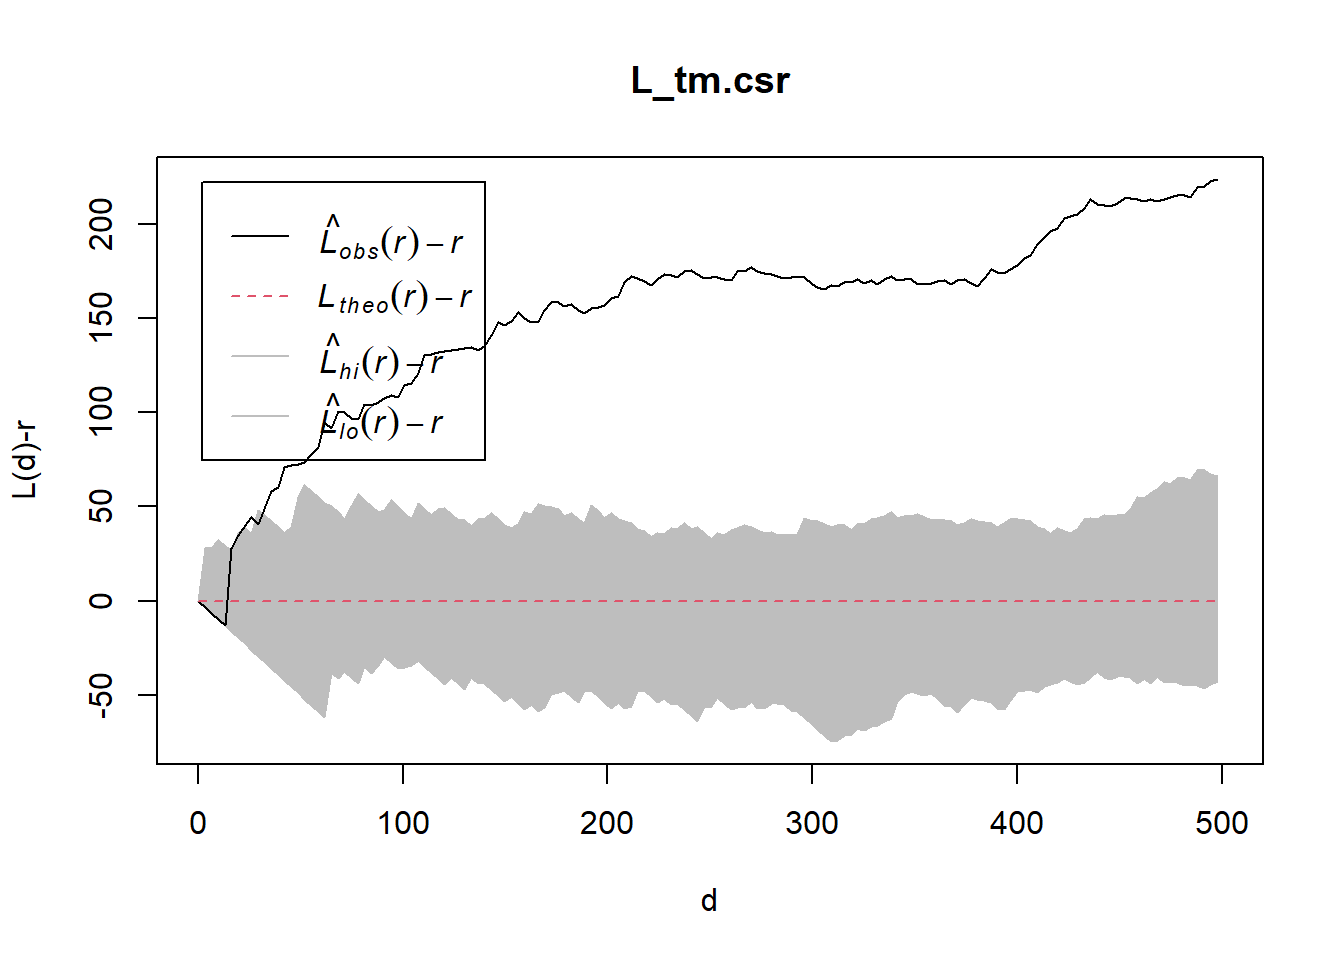 L_tm.csr
L̂obs(r) − r
Ltheo(r) − r
L̂hi(r) − r
L̂lo(r) − r
L(d)-r
200
150
100
50
0
-50
0 100 200 300 400 500
d